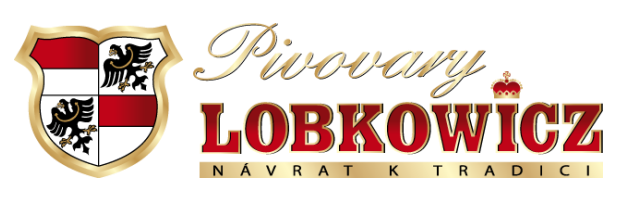 Pivovary
LOBKOWICZ
NÁVRAT K TRADICI